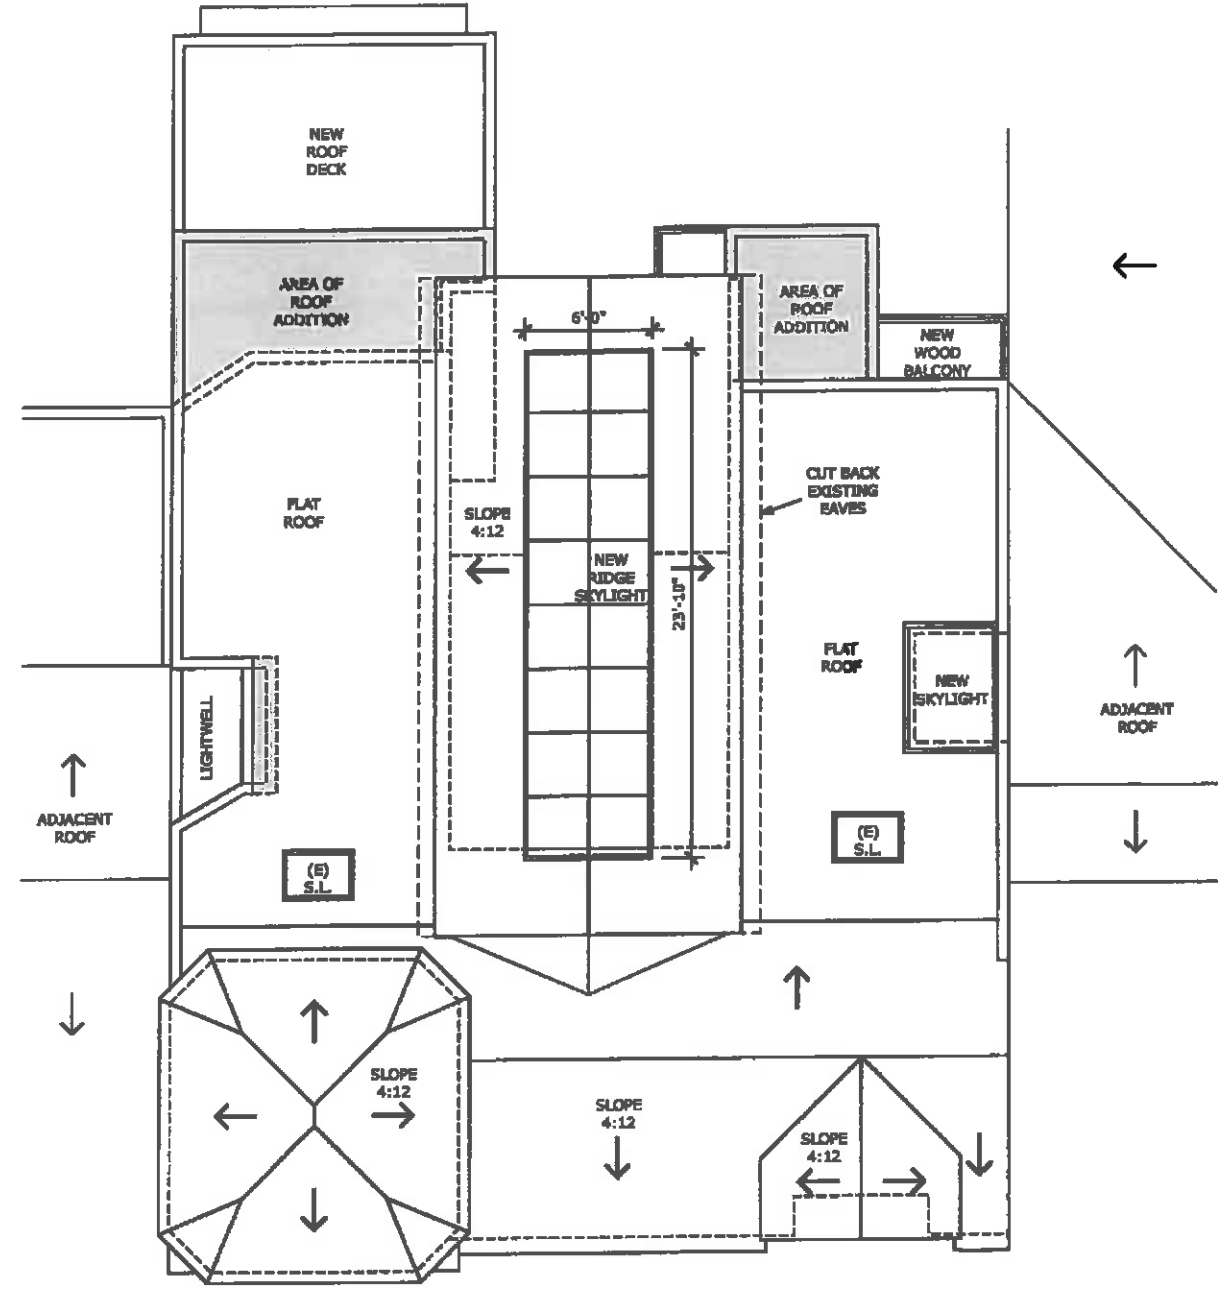 NEW
ROOF
DECK
AREA OF
ROOF
ADDITION
6'-0"
AREA OF
ROOF
ADDITION
NEW
WOOD
BALCONY
CUT BACK
EXISTING
EAVES
FLAT
ROOF
SLOPE
4:12
NEW
RIDGE
SKYLIGHT
23'-10"
FLAT
ROOF
NEW
SKYLIGHT
ADJACENT
ROOF
LIGHTWELL
ADJACENT
ROOF
(E)
S.L.
(E)
S.L.
SLOPE
4:12
SLOPE
4:12
SLOPE
4:12